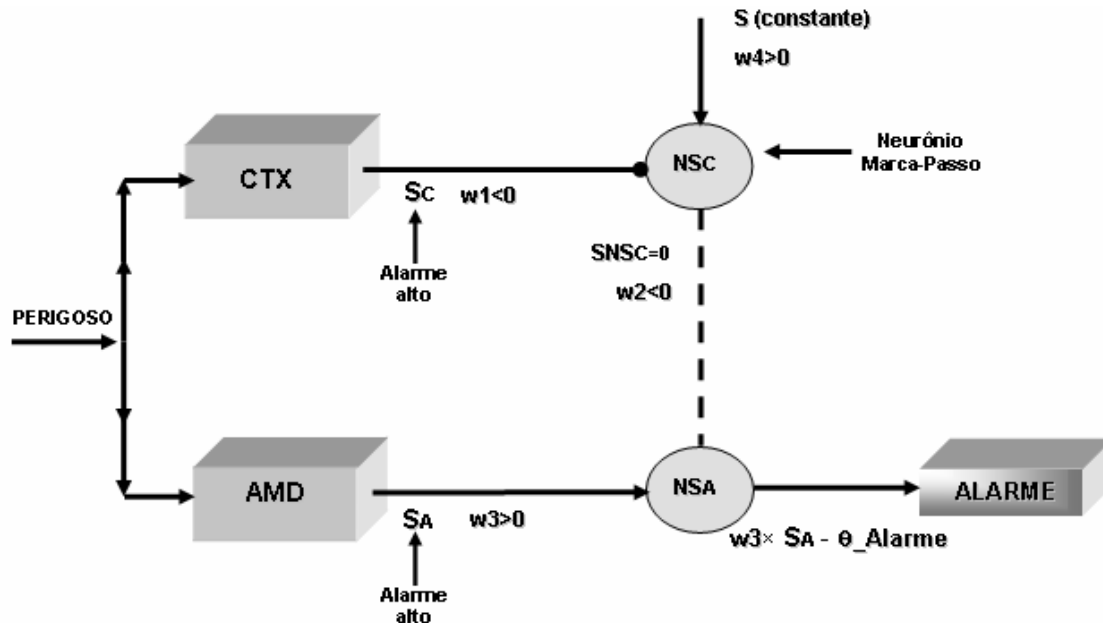 S (constante)
w4>0
Neurônio
Marca-Passo
NSC
CTX
Sc w1<0
Alarme
alto
SNSC=0
w2<0
PERIGOSO
AMD
SA w3>0
Alarme
alto
NSA
ALARME
w3× SA - θ_Alarme